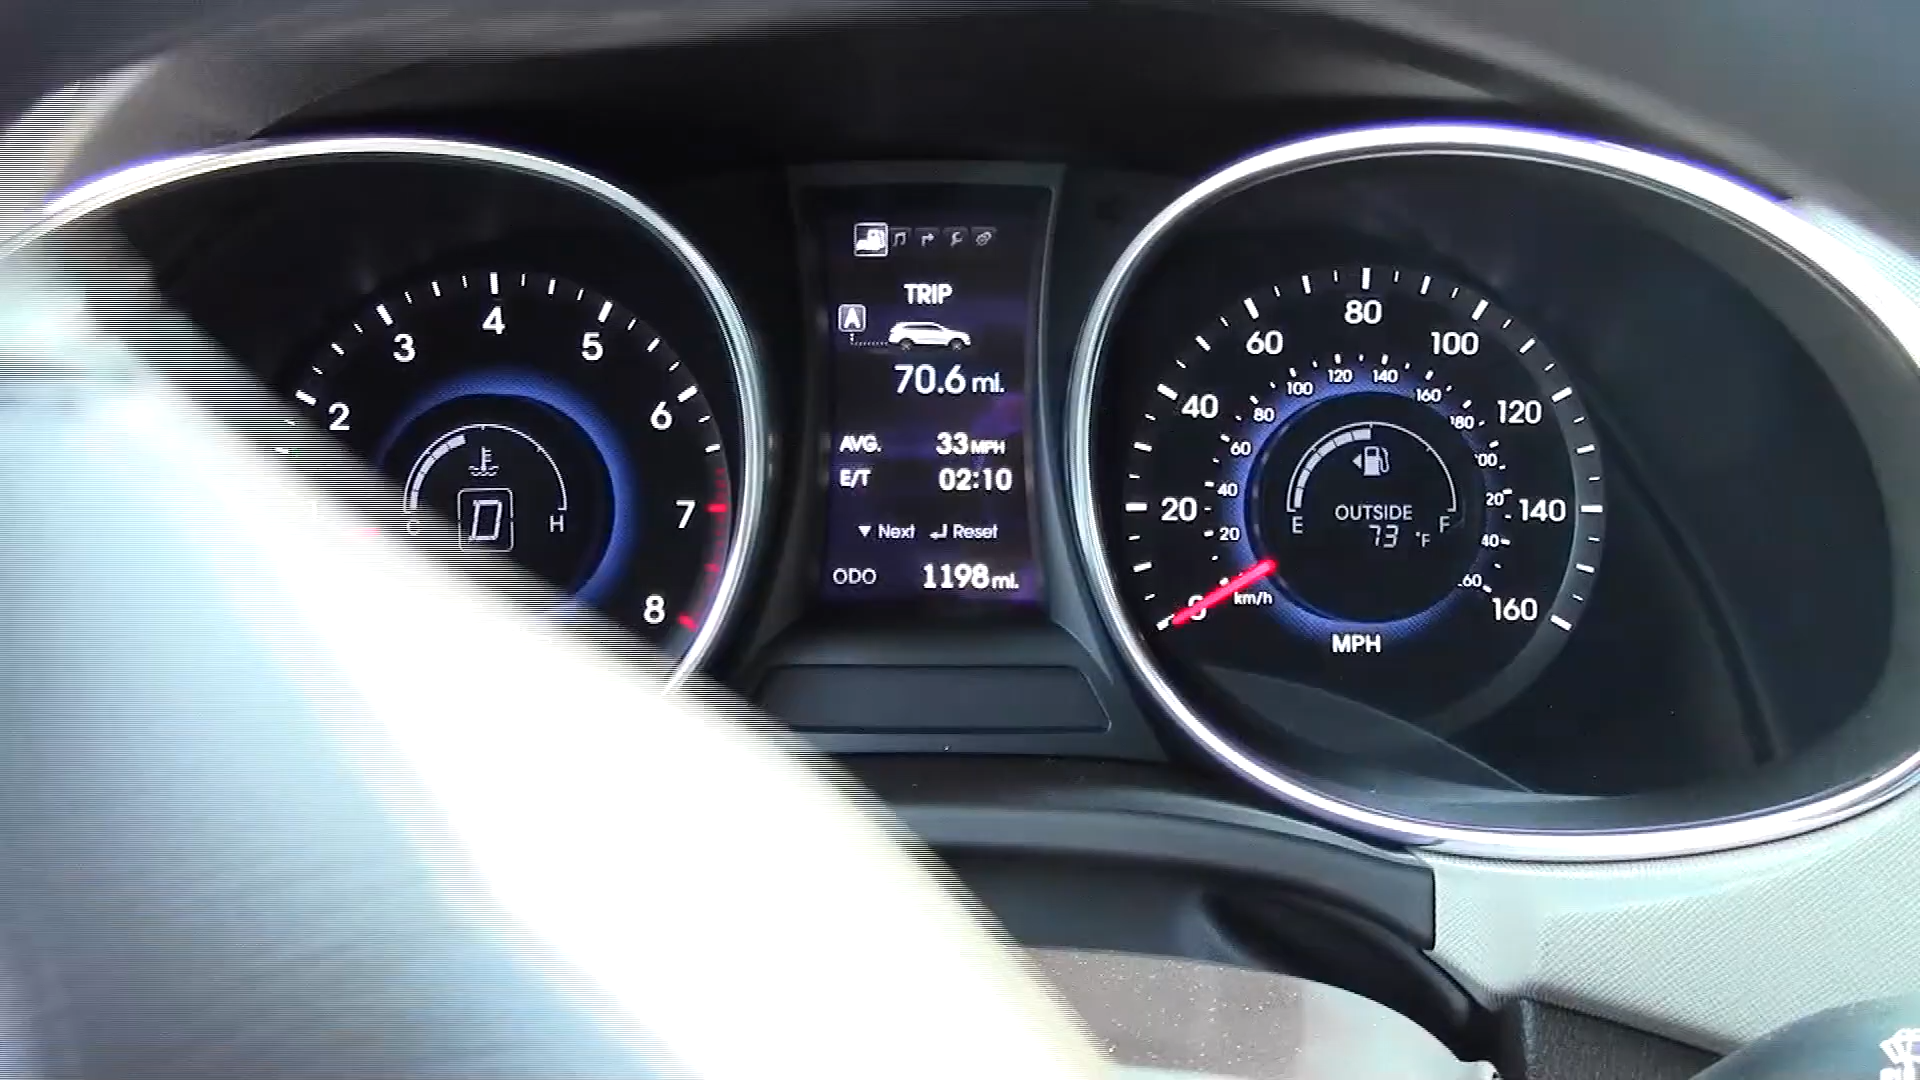 2
3
4
5
6
7
8
C
H
D
TRIP
A
70.6 mi.
AVG. 33MPH
E/T 02:10
▼ Next ↵ Reset
ODO 1198 mi.
0
20
40
60
80
100
120
140
160
20
40
60
80
100
120
140
160
180
km/h
MPH
E
F
OUTSIDE
73 °F